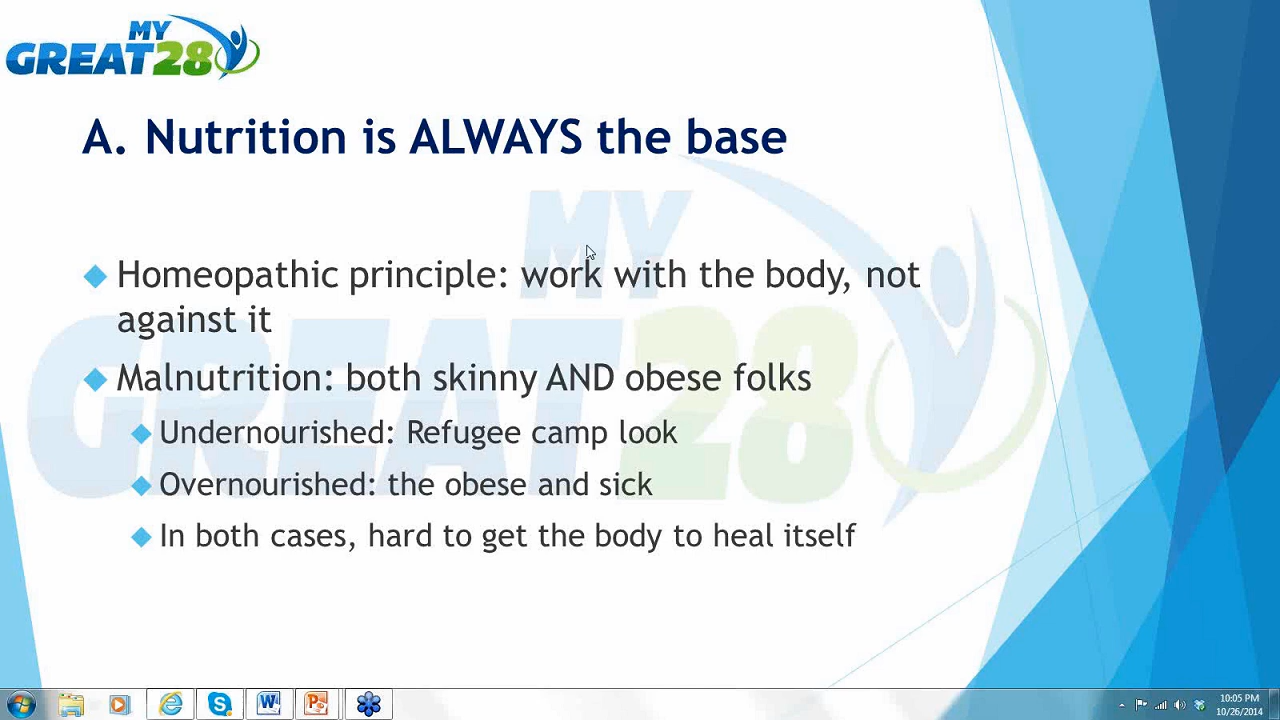 MY
GREAT28
A. Nutrition is ALWAYS the base
MY
GREAT28
Homeopathic principle: work with the body, not
against it
Malnutrition: both skinny AND obese folks
Undernourished: Refugee camp look
Overnourished: the obese and sick
In both cases, hard to get the body to heal itself
10:05 PM
10/26/2014